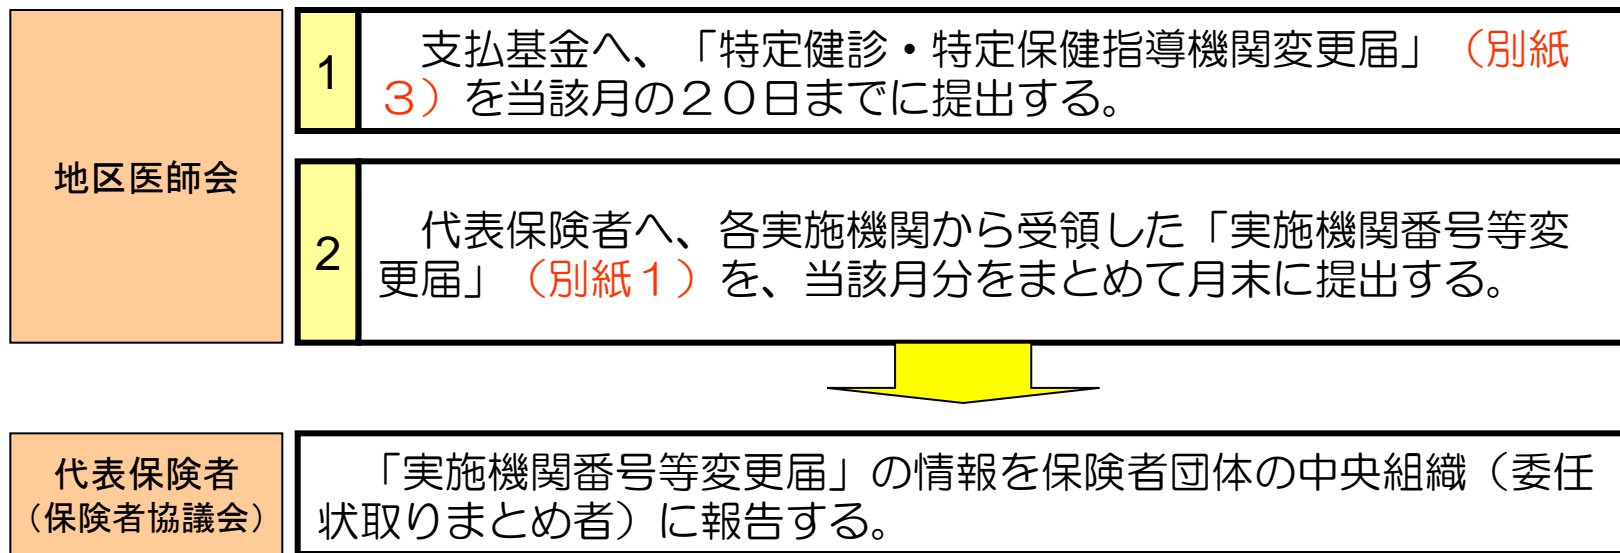 地区医師会
1
支払基金へ、「特定健診・特定保健指導機関変更届」（別紙
３）を当該月の２０日までに提出する。
2
代表保険者へ、各実施機関から受領した「実施機関番号等変
更届」（別紙１）を、当該月分をまとめて月末に提出する。
代表保険者
（保険者協議会）
「実施機関番号等変更届」の情報を保険者団体の中央組織（委任
状取りまとめ者）に報告する。